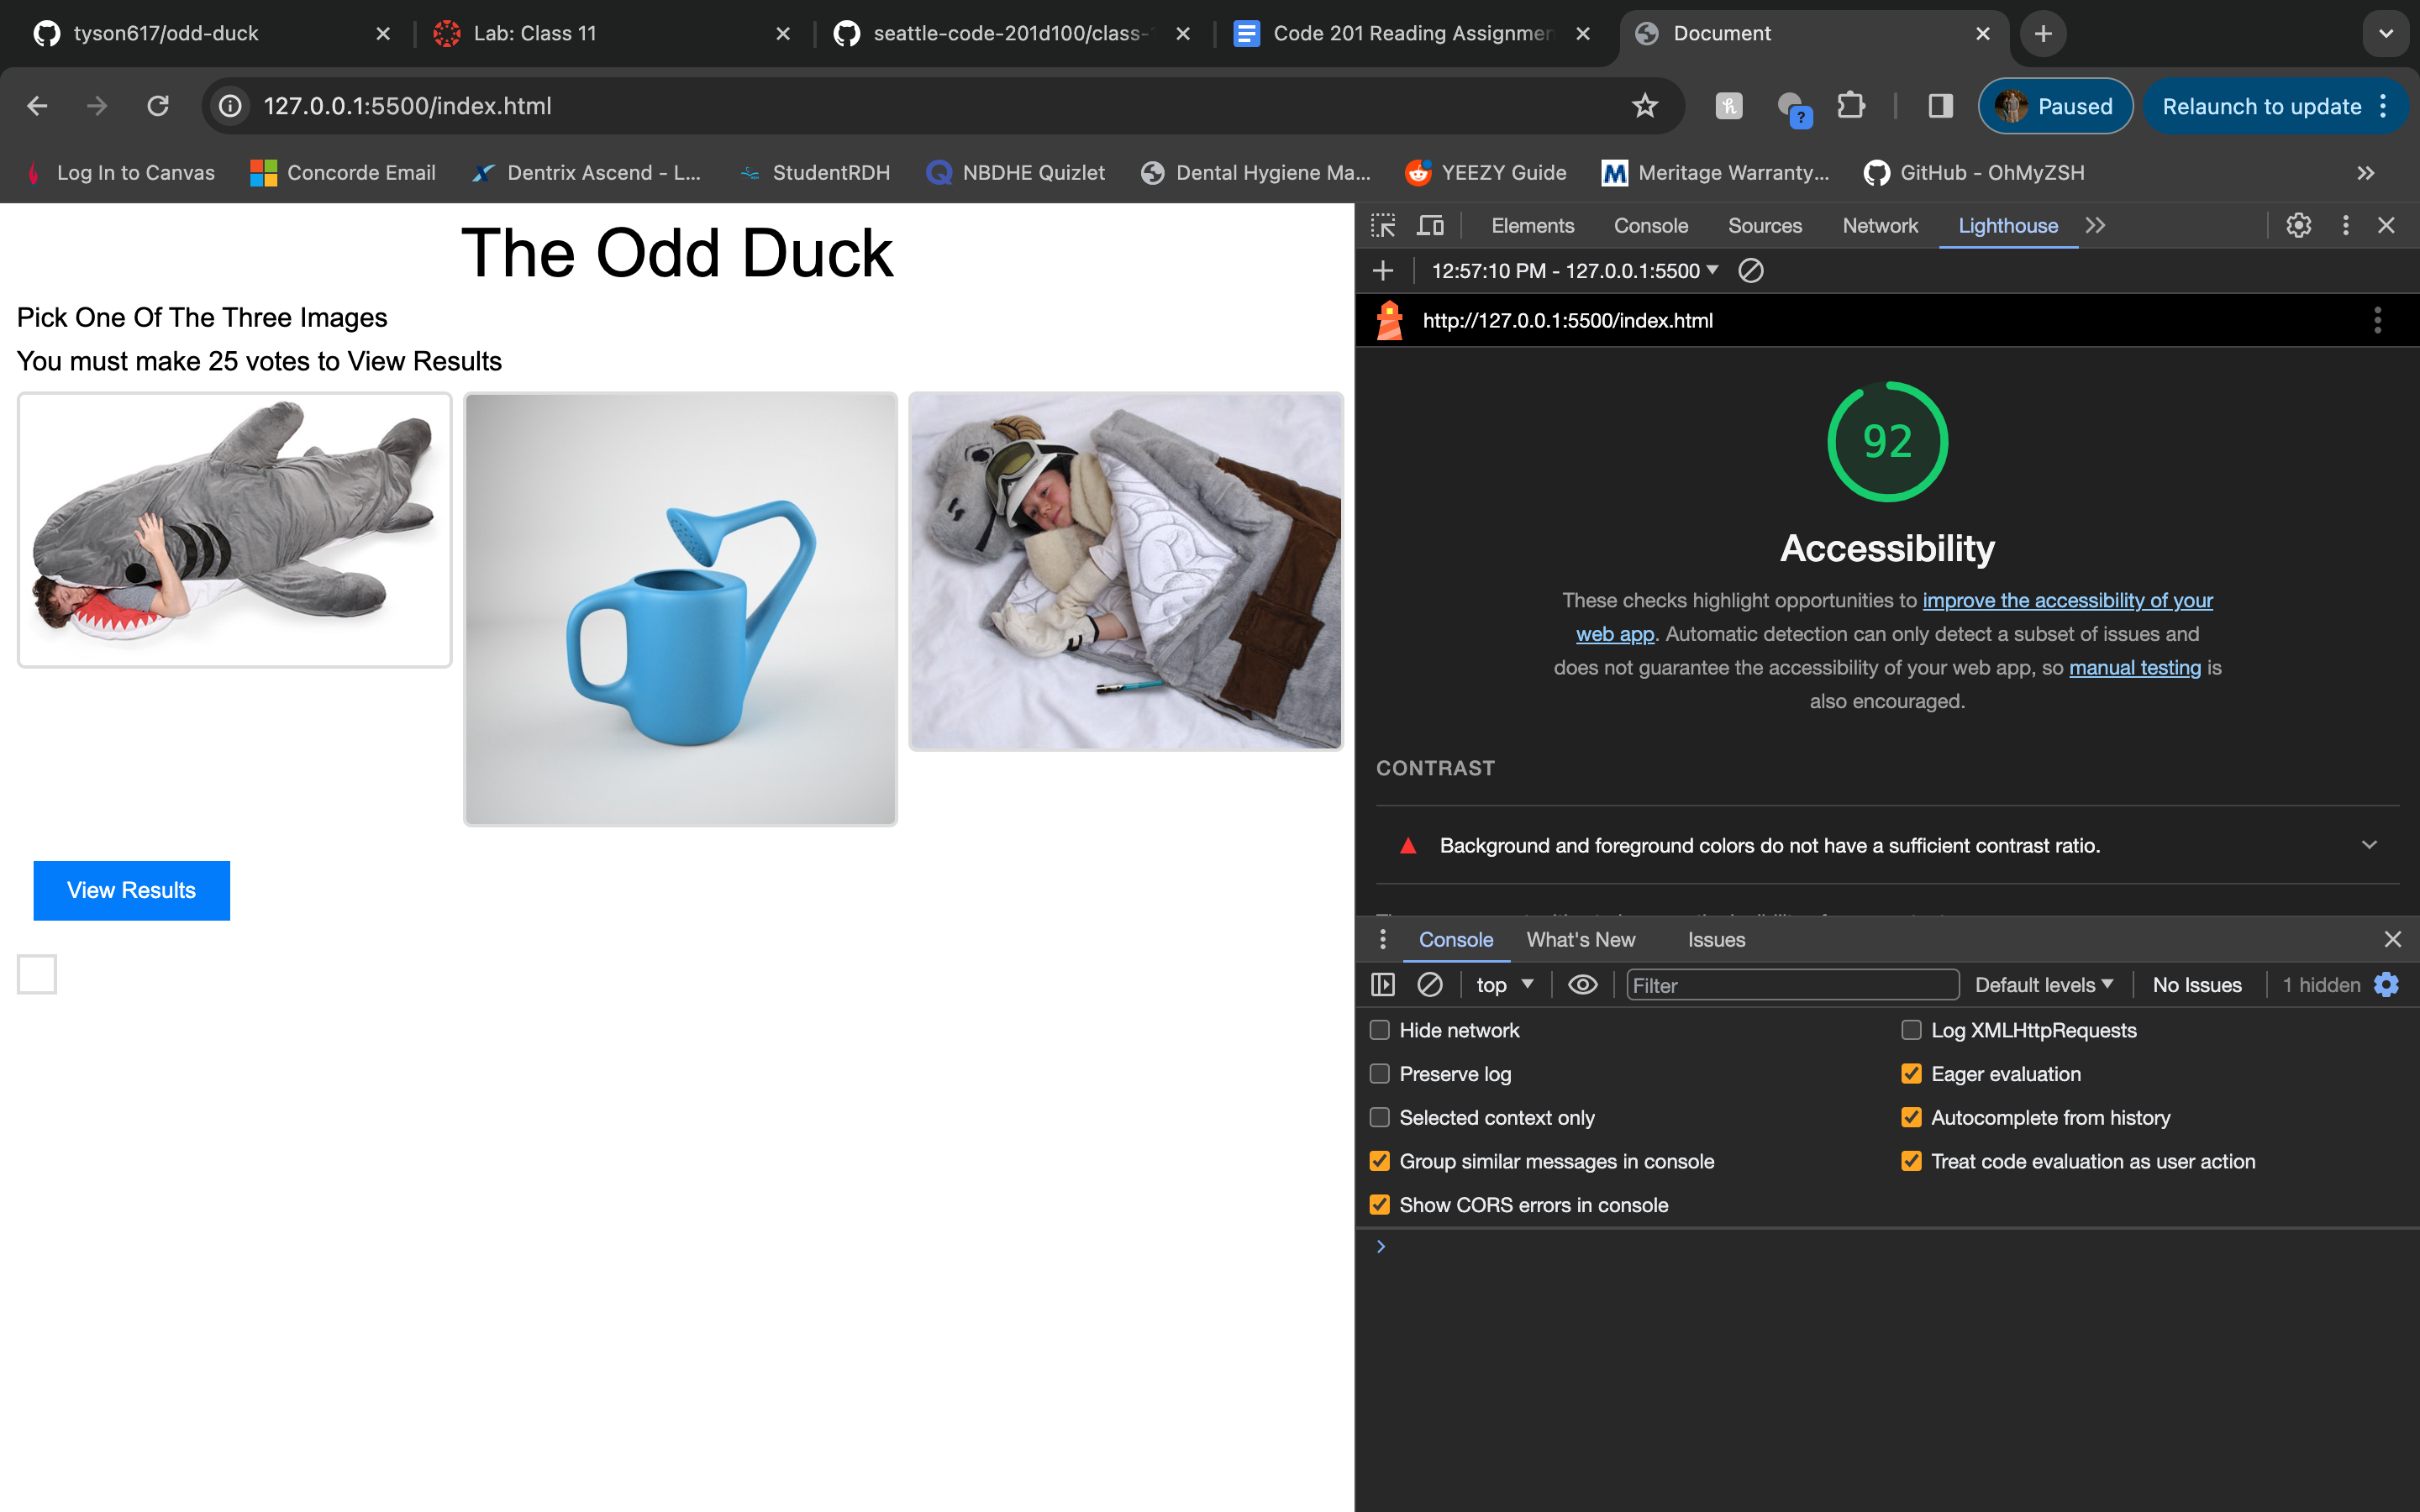 tyson617/odd-duck
Lab: Class 11
seattle-code-201d100/class-
Code 201 Reading Assignmen
Document
127.0.0.1:5500/index.html
Paused
Relaunch to update
Log In to Canvas
Concorde Email
Dentrix Ascend - L...
StudentRDH
NBDHE Quizlet
Dental Hygiene Ma...
YEEZY Guide
Meritage Warranty...
GitHub - OhMyZSH
The Odd Duck
Pick One Of The Three Images
You must make 25 votes to View Results
View Results
Elements
Console
Sources
Network
Lighthouse
12:57:10 PM - 127.0.0.1:5500
http://127.0.0.1:5500/index.html
92
Accessibility
These checks highlight opportunities to improve the accessibility of your
web app. Automatic detection can only detect a subset of issues and
does not guarantee the accessibility of your web app, so manual testing is
also encouraged.
CONTRAST
Background and foreground colors do not have a sufficient contrast ratio.
Console
What's New
Issues
top
Filter
Default levels
No Issues
1 hidden
Hide network
Log XMLHttpRequests
Preserve log
Eager evaluation
Selected context only
Autocomplete from history
Group similar messages in console
Treat code evaluation as user action
Show CORS errors in console